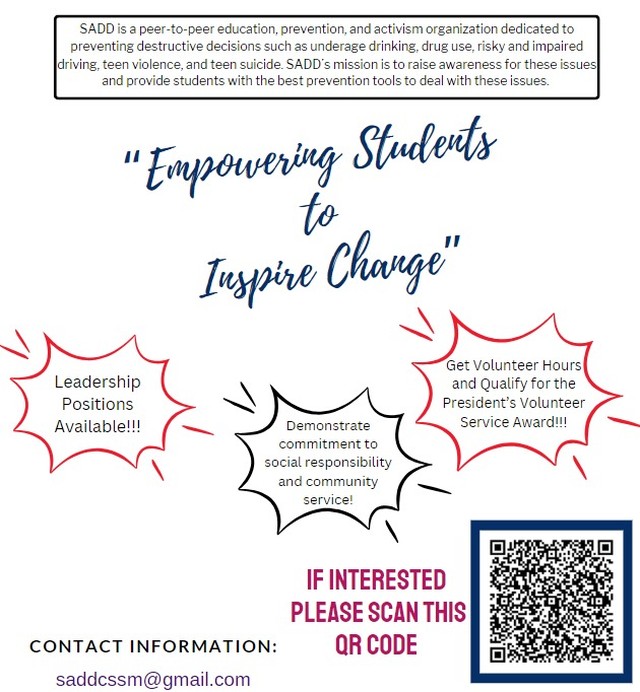 SADD is a peer-to-peer education, prevention, and activism organization dedicated to
preventing destructive decisions such as underage drinking, drug use, risky and impaired
driving, teen violence, and teen suicide. SADD's mission is to raise awareness for these issues
and provide students with the best prevention tools to deal with these issues.
"Empowering Students
to
Inspire Change"
Leadership
Positions
Available!!!
Demonstrate
commitment to
social responsibility
and community
service!
Get Volunteer Hours
and Qualify for the
President's Volunteer
Service Award!!!
IF INTERESTED
PLEASE SCAN THIS
QR CODE
CONTACT INFORMATION:
saddcssm@gmail.com